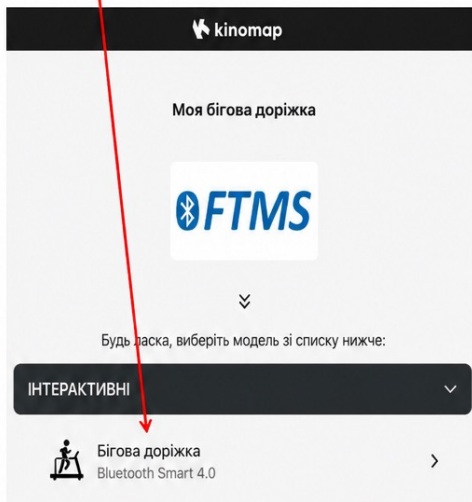 kinomap
Моя бігова доріжка
FTMS
Будь ласка, виберіть модель зі списку нижче:
ІНТЕРАКТИВНІ
Бігова доріжка
Bluetooth Smart 4.0